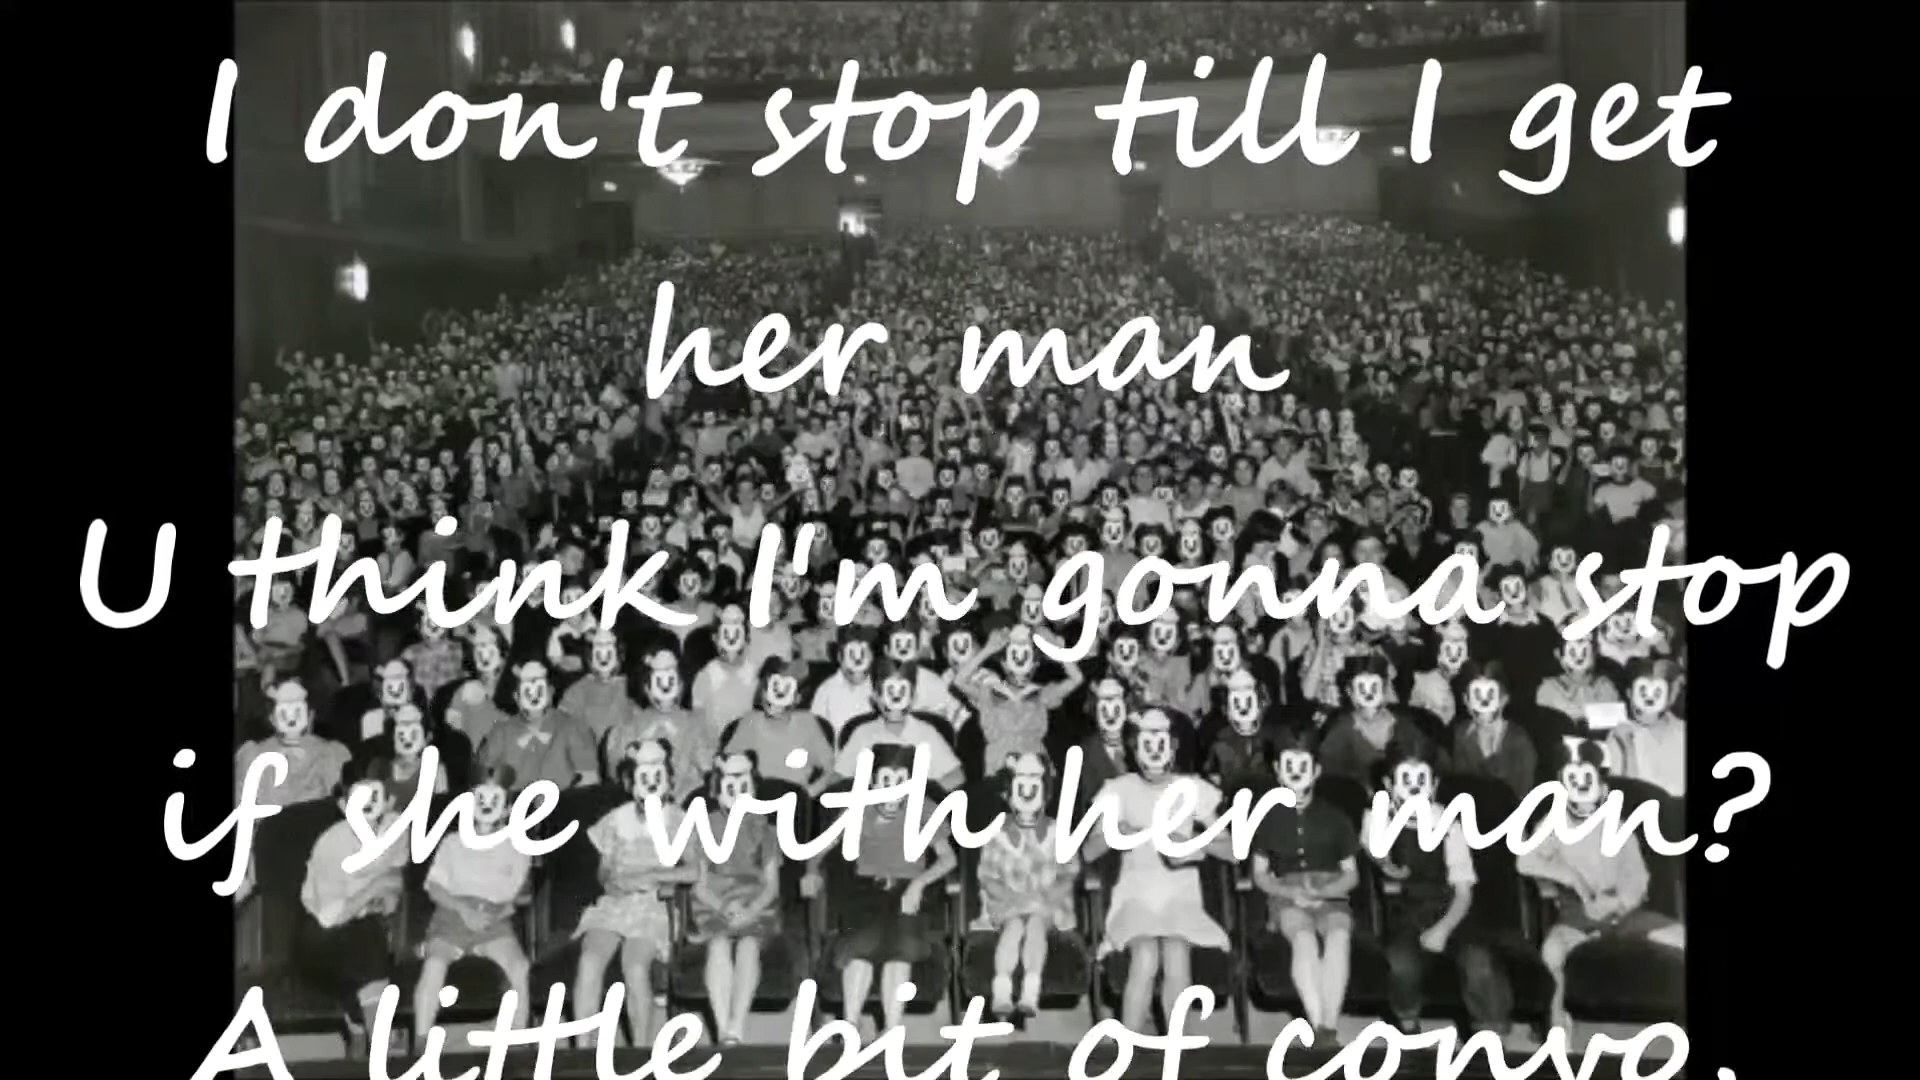 I don't stop till I get
her man
U think I'm gonna stop
if she with her man?
A little bit of convo,